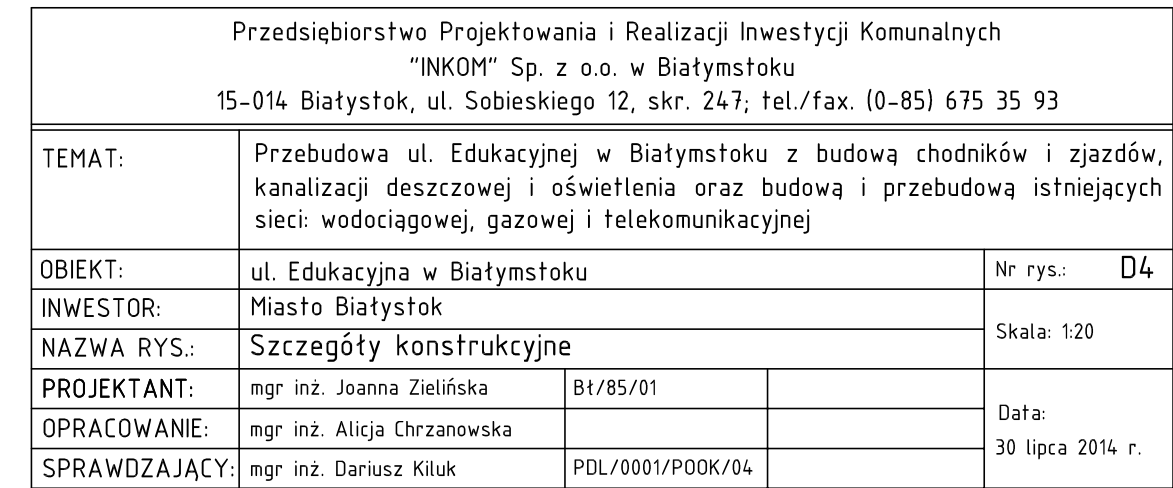 Przedsiębiorstwo Projektowania i Realizacji Inwestycji Komunalnych
"INKOM" Sp. z o.o. w Białymstoku
15-014 Białystok, ul. Sobieskiego 12, skr. 247; tel./fax. (0-85) 675 35 93
TEMAT: Przebudowa ul. Edukacyjnej w Białymstoku z budową chodników i zjazdów,
kanalizacji deszczowej i oświetlenia oraz budową i przebudową istniejących
sieci: wodociągowej, gazowej i telekomunikacyjnej
OBIEKT: ul. Edukacyjna w Białymstoku Nr rys.: D4
INWESTOR: Miasto Białystok
Skala: 1:20
NAZWA RYS.: Szczegóły konstrukcyjne
PROJEKTANT: mgr inż. Joanna Zielińska Bł/85/01
OPRACOWANIE: mgr inż. Alicja Chrzanowska
Data:
30 lipca 2014 r.
SPRAWDZAJĄCY: mgr inż. Dariusz Kiluk PDL/0001/POOK/04